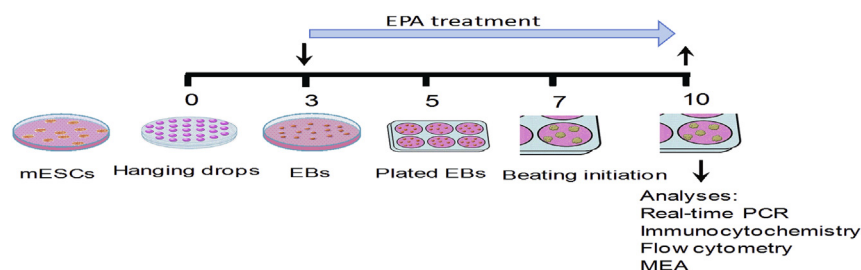 EPA treatment
0 3 5 7 10
mESCs Hanging drops EBs Plated EBs Beating initiation
Analyses:
Real-time PCR
Immunocytochemistry
Flow cytometry
MEA